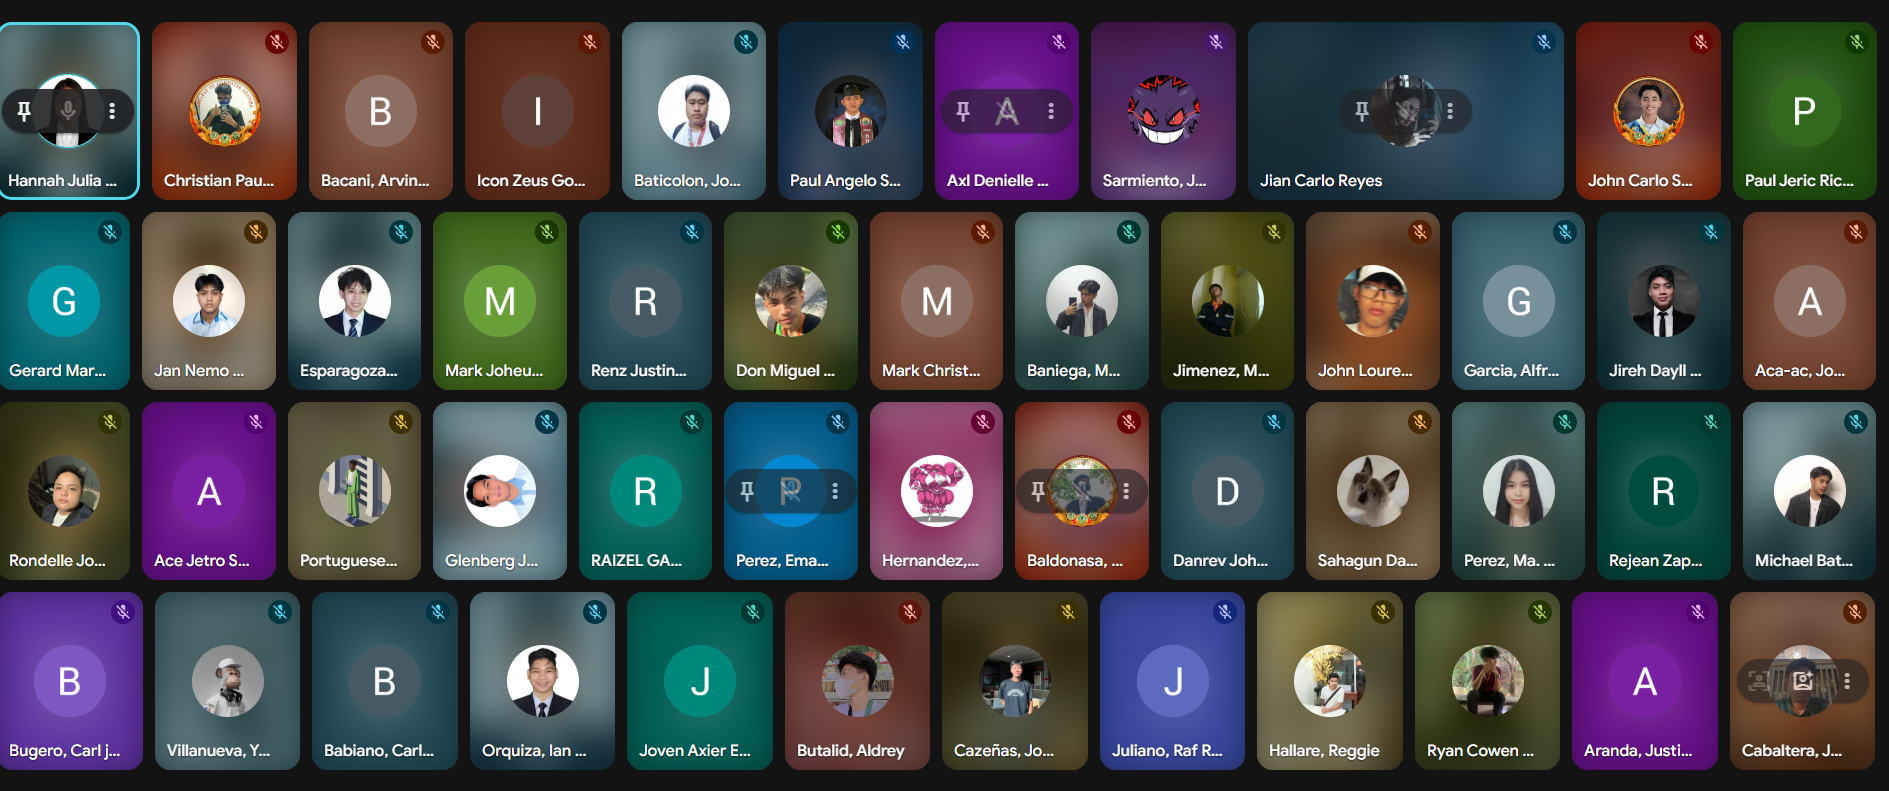 Hannah Julia ...
Christian Pau...
B
Bacani, Arvin...
I
Icon Zeus Go...
Baticolon, Jo...
Paul Angelo S...
A
Axl Denielle ...
Sarmiento, J...
Jian Carlo Reyes
John Carlo S...
P
Paul Jeric Ric...
G
Gerard Mar...
Jan Nemo ...
Esparagoza...
M
Mark Joheu...
R
Renz Justin...
Don Miguel ...
M
Mark Christ...
Baniega, M...
Jimenez, M...
John Loure...
G
Garcia, Alfr...
Jireh Dayll ...
A
Aca-ac, Jo...
Rondelle Jo...
A
Ace Jetro S...
Portuguese...
Glenberg J...
R
RAIZEL GA...
P
Perez, Ema...
Hernandez,...
Baldonasa, ...
D
Danrev Joh...
Sahagun Da...
Perez, Ma. ...
R
Rejean Zap...
Michael Bat...
B
Bugero, Carl j...
Villanueva, Y...
B
Babiano, Carl...
Orquiza, Ian ...
J
Joven Axier E...
Butalid, Aldrey
Cazeñas, Jo...
J
Juliano, Raf R...
Hallare, Reggie
Ryan Cowen ...
A
Aranda, Justi...
Cabaltera, J...